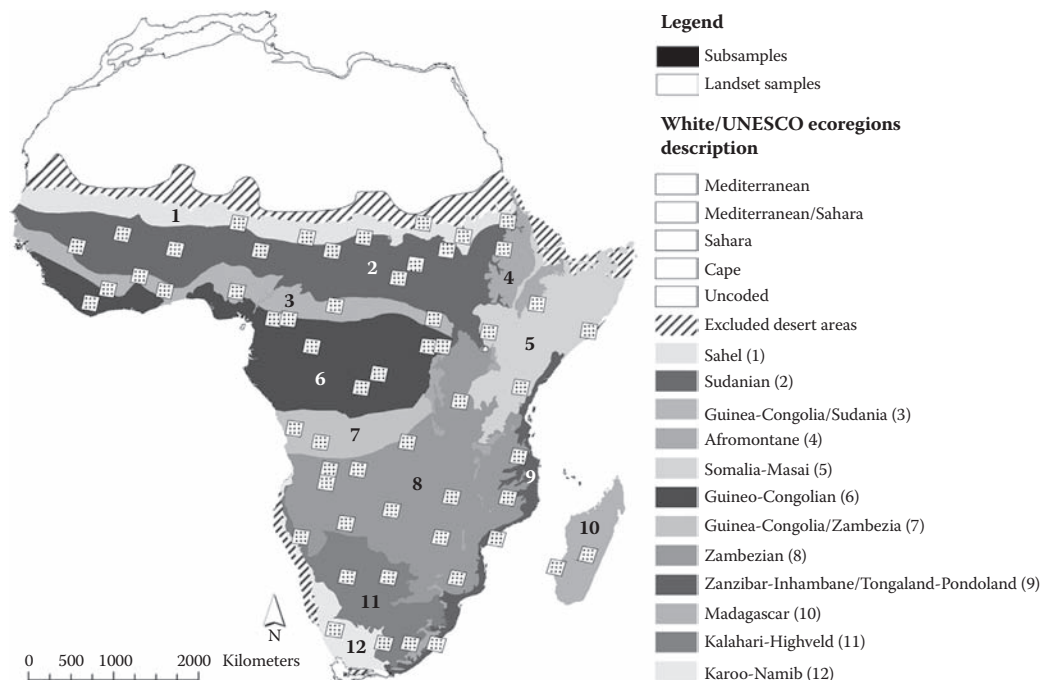 Legend
Subsamples
Landset samples
White/UNESCO ecoregions
description
Mediterranean
Mediterranean/Sahara
Sahara
Cape
Uncoded
Excluded desert areas
Sahel (1)
Sudanian (2)
Guinea-Congolia/Sudania (3)
Afromontane (4)
Somalia-Masai (5)
Guineo-Congolian (6)
Guinea-Congolia/Zambezia (7)
Zambezian (8)
Zanzibar-Inhambane/Tongaland-Pondoland (9)
Madagascar (10)
Kalahari-Highveld (11)
Karoo-Namib (12)
1
2
3
4
5
6
7
8
9
10
11
12
N
0 500 1000 2000 Kilometers